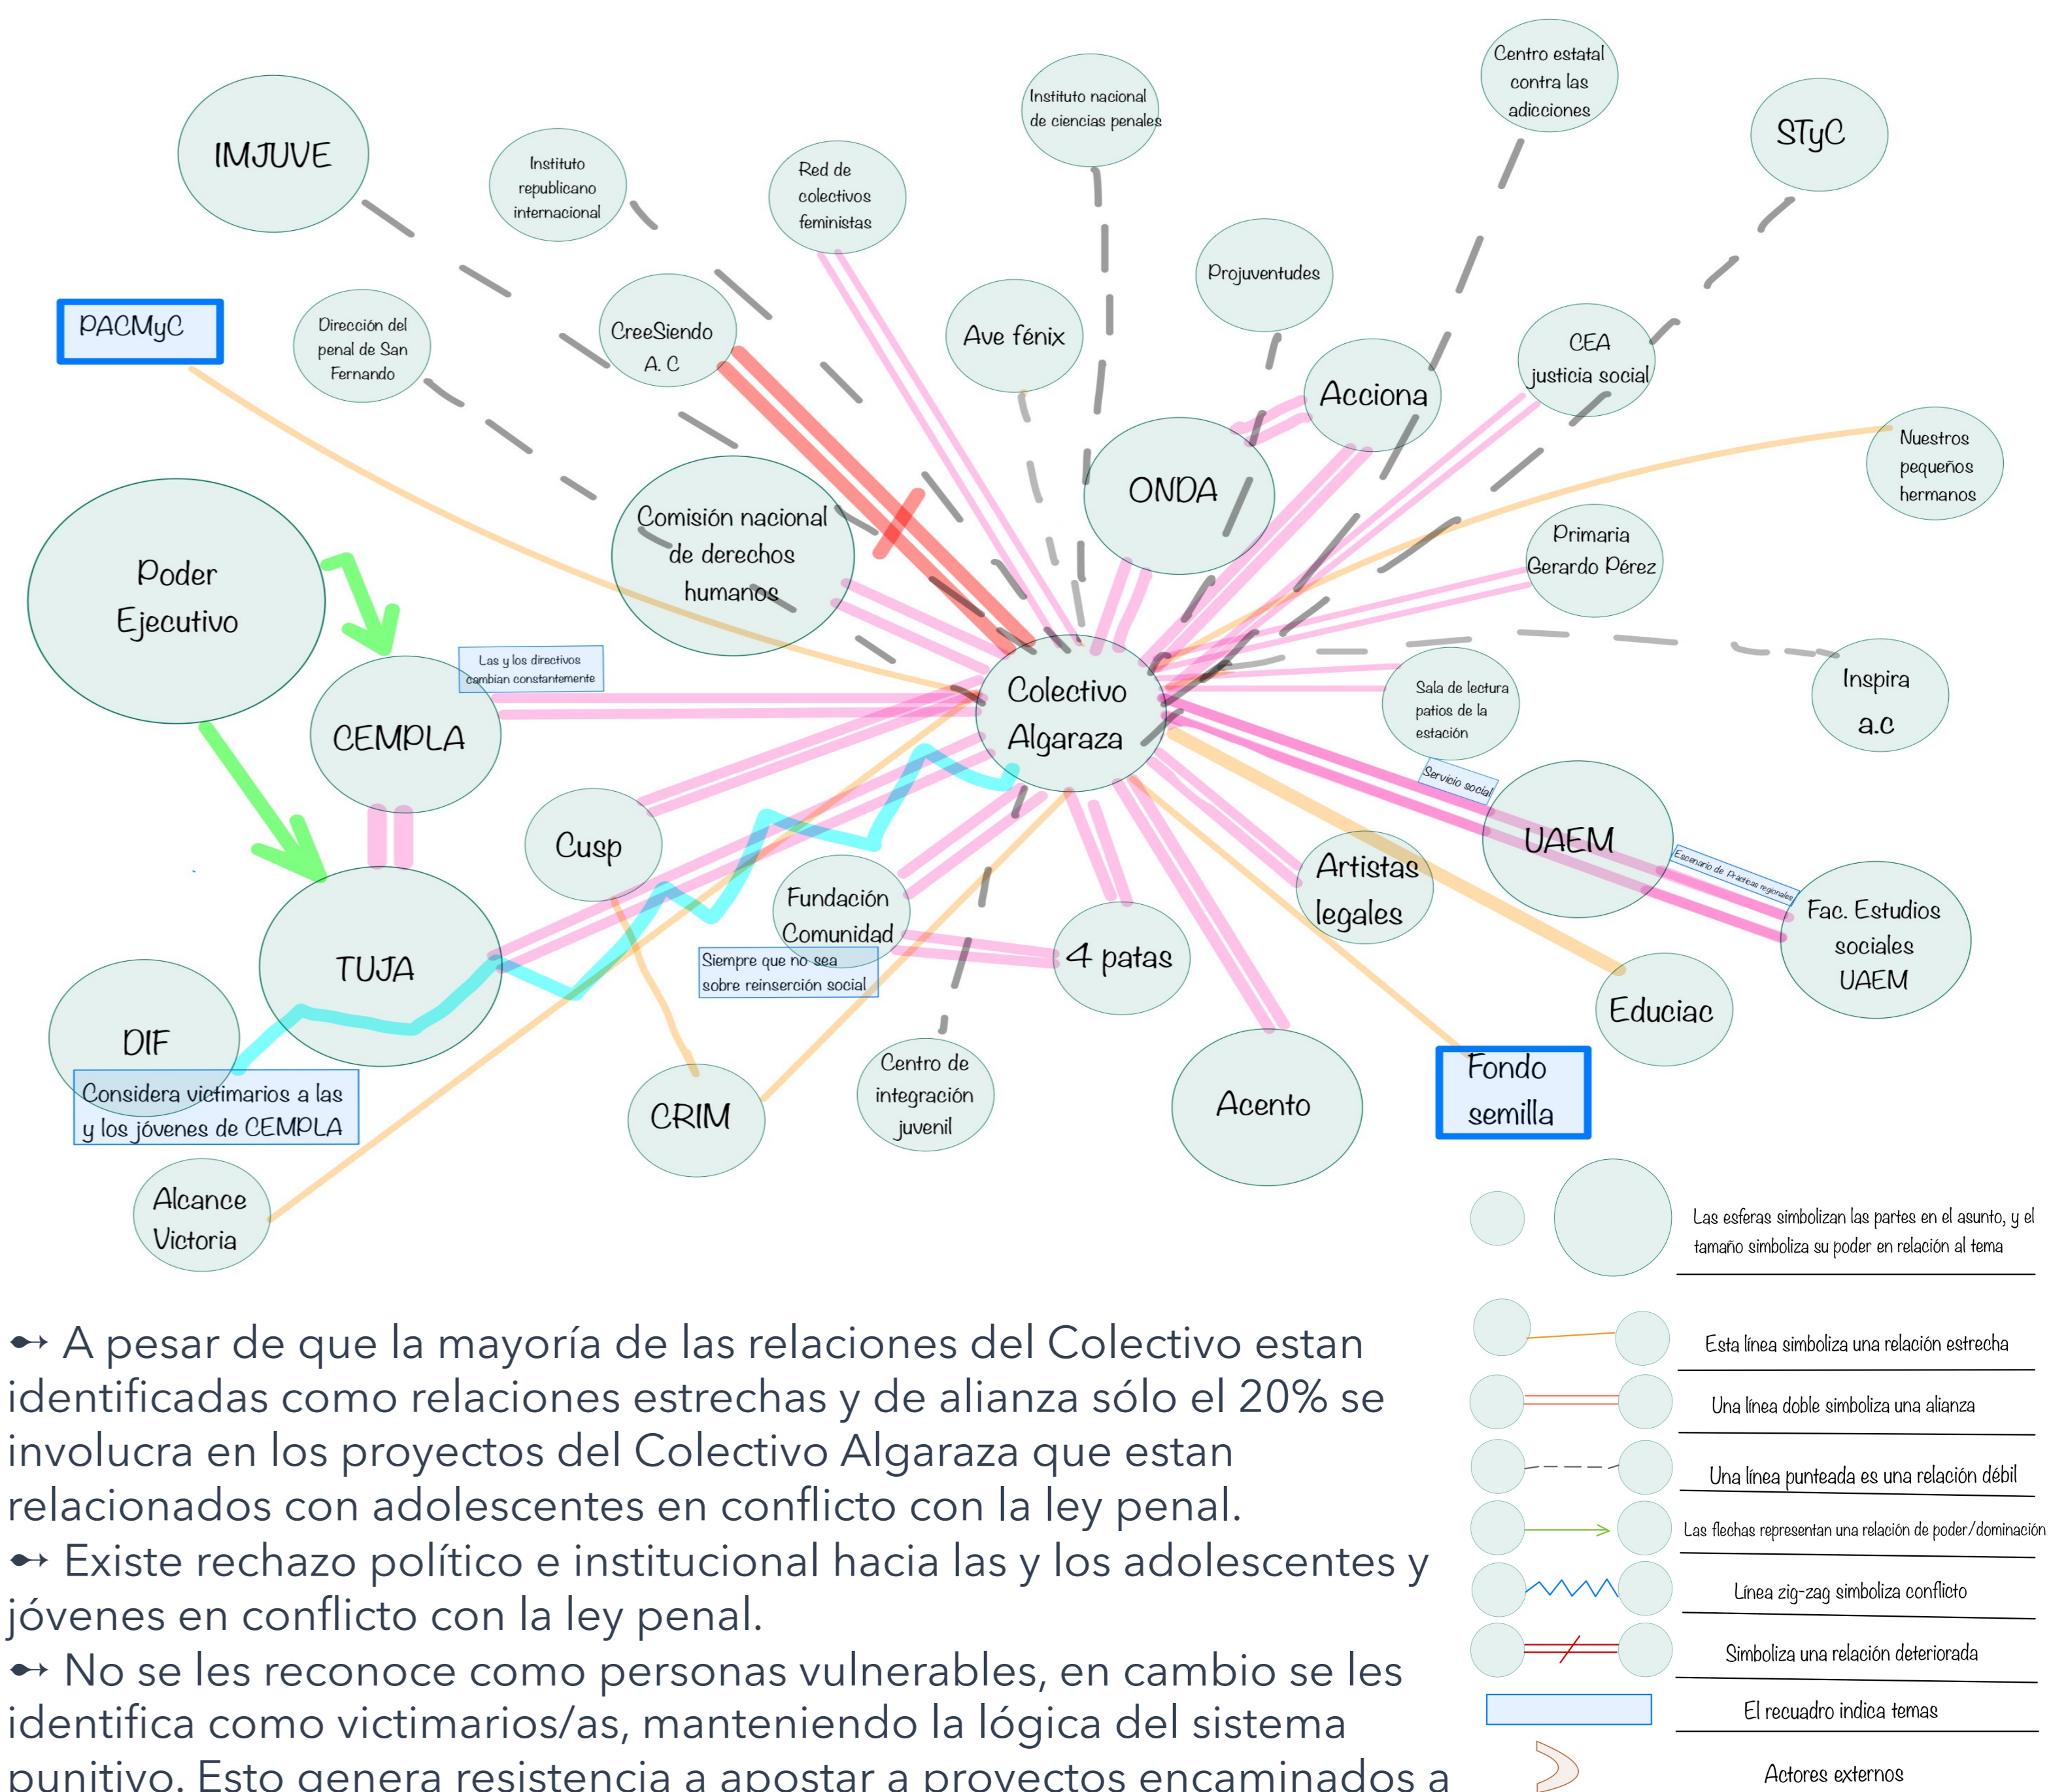 Centro estatal
contra las
adicciones
Instituto nacional
de ciencias penales
STyC
IMJUVE
Instituto
republicano
internacional
Red de
colectivos
feministas
Projuventudes
PACMyC
Dirección del
penal de San
Fernando
CreeSiendo
A. C
Ave fénix
Acciona
CEA
justicia social
Nuestros
pequeños
hermanos
ONDA
Comisión nacional
de derechos
humanos
Primaria
Gerardo Pérez
Poder
Ejecutivo
Las y los directivos
cambian constantemente
CEMPLA
Colectivo
Algaraza
Sala de lectura
patios de la
estación
Inspira
a.c
Servicio social
UAEM
Escenario de Prácticas regionales
Cusp
Fundación
Comunidad
Siempre que no sea
sobre reinserción social
4 patas
Artistas
legales
Fac. Estudios
sociales
UAEM
TUJA
Educiac
DIF
Considera victimarios a las
y los jóvenes de CEMPLA
CRIM
Centro de
integración
juvenil
Acento
Fondo
semilla
Alcance
Victoria
Las esferas simbolizan las partes en el asunto, y el
tamaño simboliza su poder en relación al tema
Esta línea simboliza una relación estrecha
Una línea doble simboliza una alianza
Una línea punteada es una relación débil
Las flechas representan una relación de poder/dominación
Línea zig-zag simboliza conflicto
Simboliza una relación deteriorada
El recuadro indica temas
Actores externos
A pesar de que la mayoría de las relaciones del Colectivo estan
identificadas como relaciones estrechas y de alianza sólo el 20% se
involucra en los proyectos del Colectivo Algaraza que estan
relacionados con adolescentes en conflicto con la ley penal.
Existe rechazo político e institucional hacia las y los adolescentes y
jóvenes en conflicto con la ley penal.
No se les reconoce como personas vulnerables, en cambio se les
identifica como victimarios/as, manteniendo la lógica del sistema
punitivo. Esto genera resistencia a apostar a proyectos encaminados a